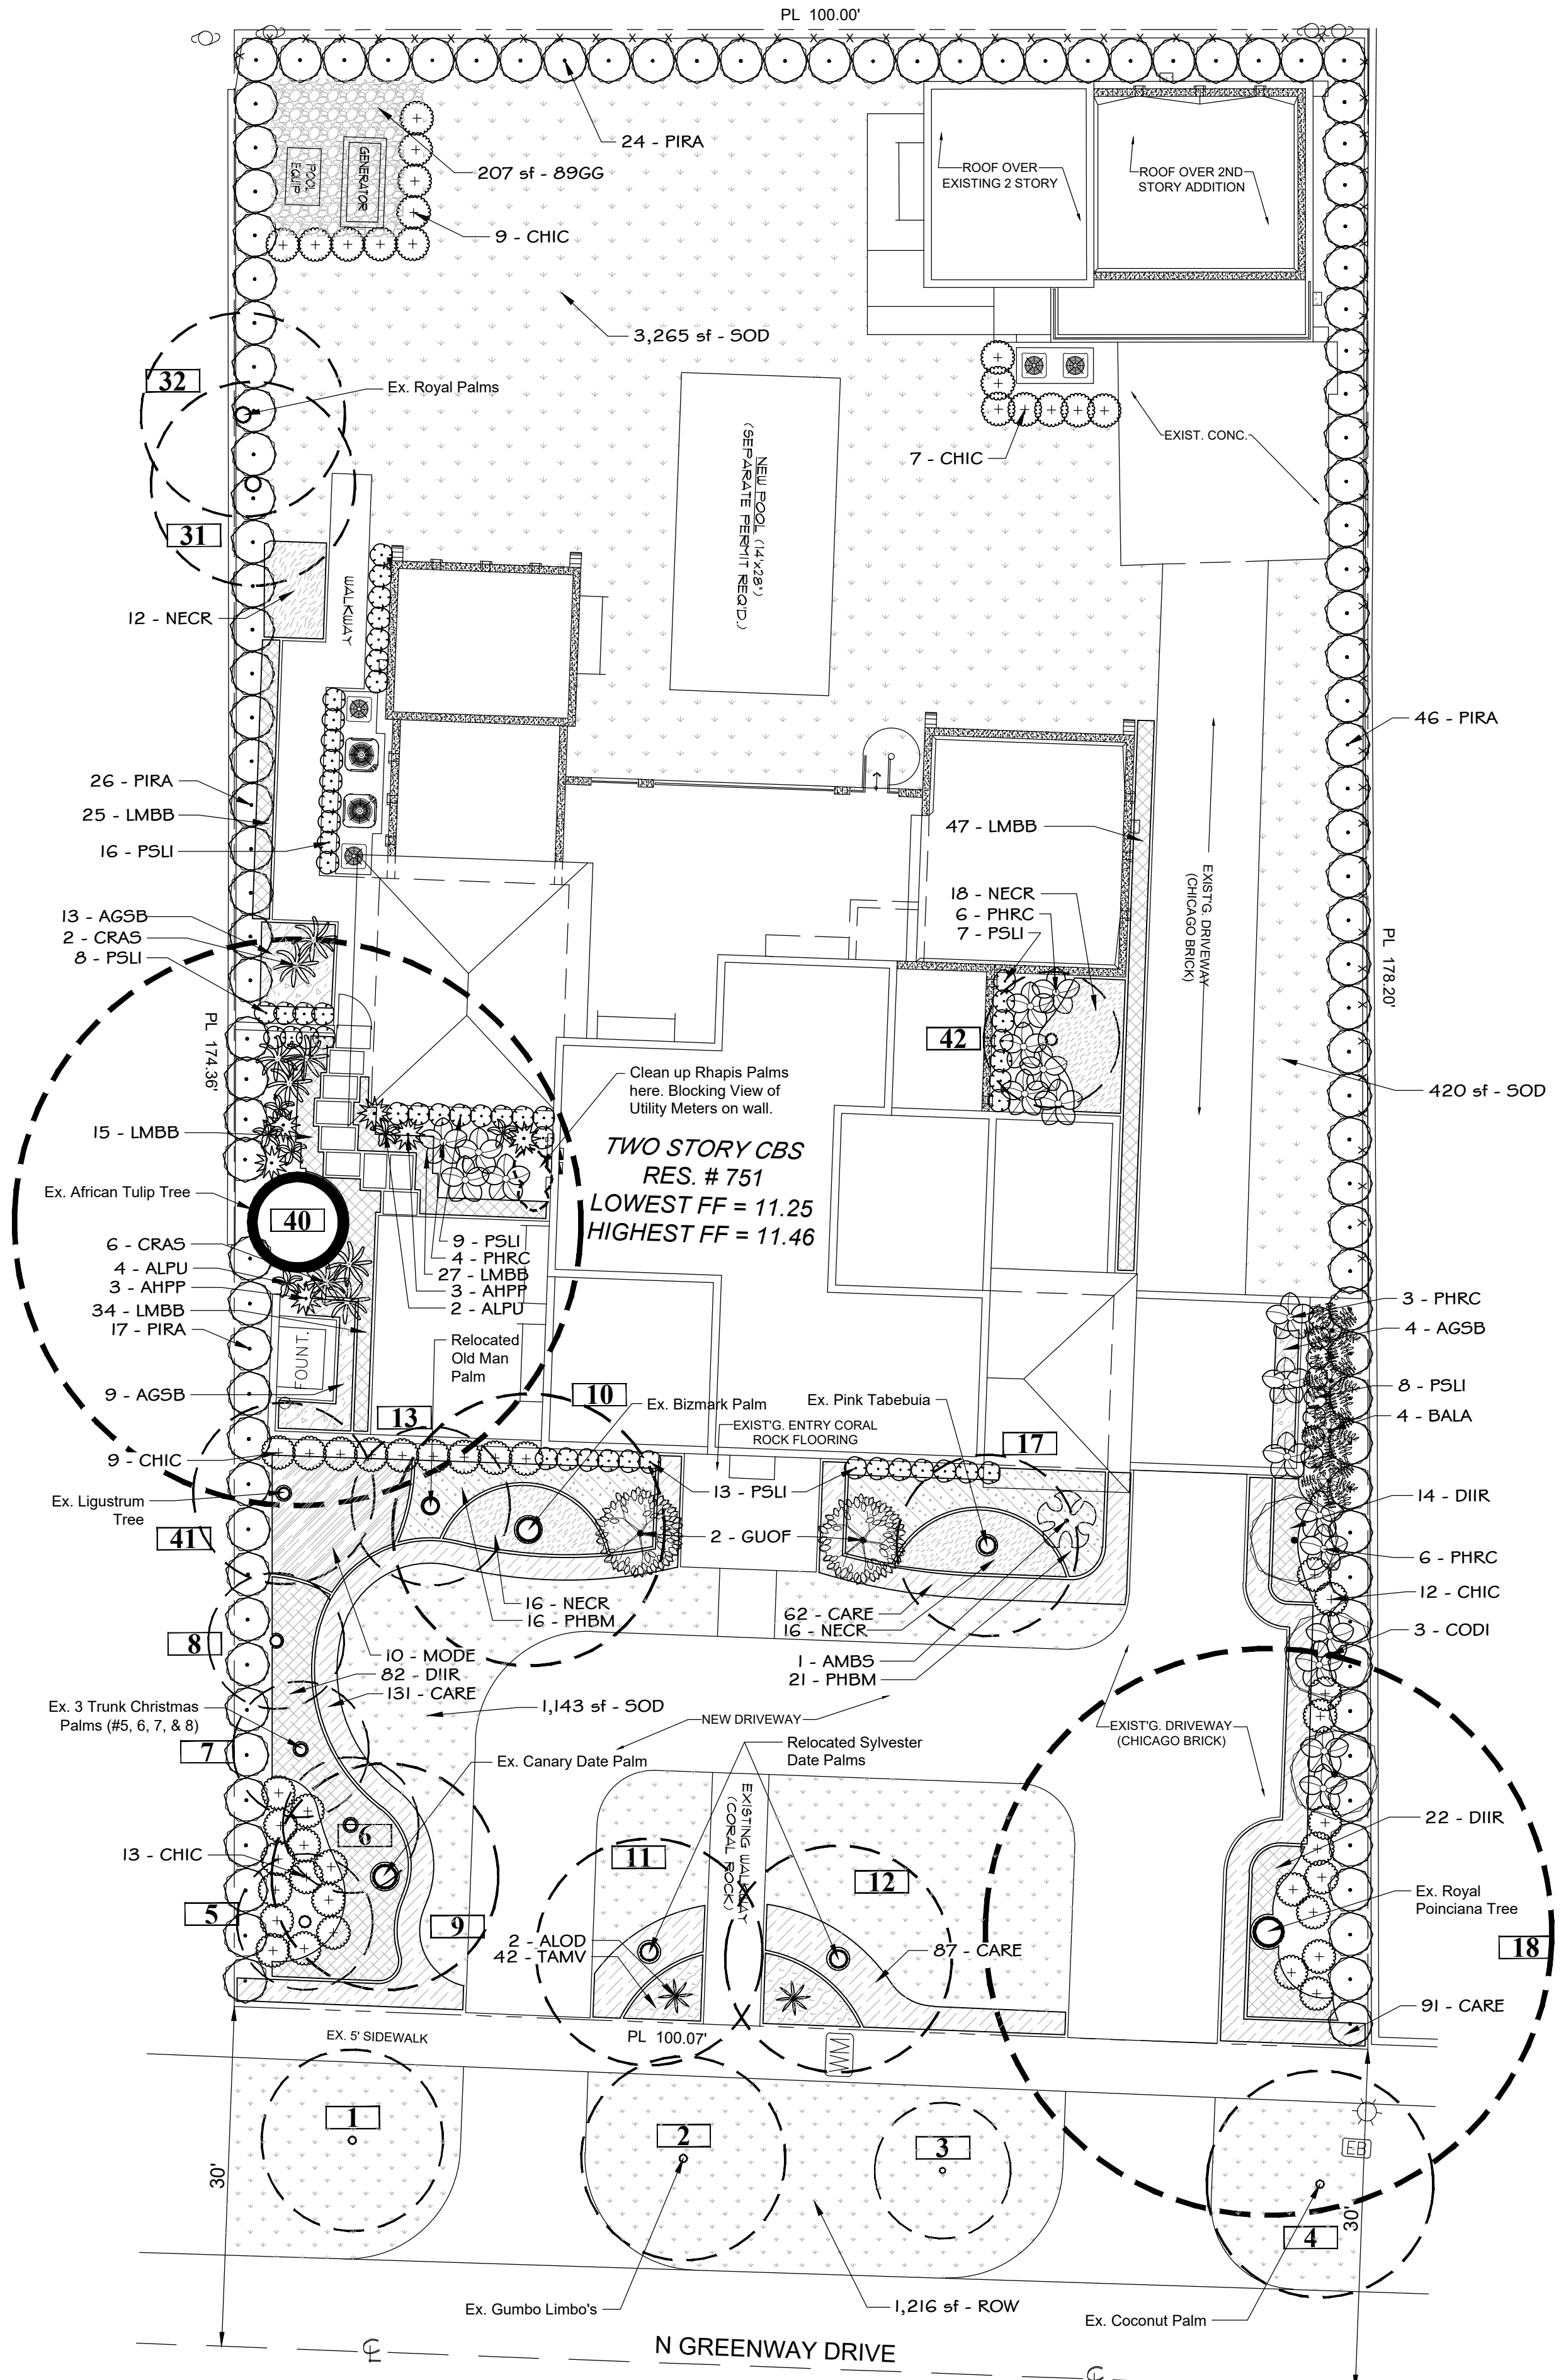 PL 100.00'
24 - PIRA
207 sf - 89GG
POOL
EQUIP
GENERATOR
9 - CHIC
ROOF OVER
EXISTING 2 STORY
ROOF OVER 2ND
STORY ADDITION
3,265 sf - SOD
32
Ex. Royal Palms
EXIST. CONC.
7 - CHIC
NEW POOL (14'x28')
(SEPARATE PERMIT REQ'D.)
31
12 - NECR
WALKWAY
46 - PIRA
26 - PIRA
25 - LMBB
16 - PSLI
47 - LMBB
EXIST'G. DRIVEWAY
(CHICAGO BRICK)
18 - NECR
6 - PHRC
7 - PSLI
13 - AGSB
2 - CRAS
8 - PSLI
PL 178.20'
PL 174.36'
42
Clean up Rhapis Palms
here. Blocking View of
Utility Meters on wall.
420 sf - SOD
15 - LMBB
TWO STORY CBS
RES. # 751
LOWEST FF = 11.25
HIGHEST FF = 11.46
Ex. African Tulip Tree
40
6 - CRAS
4 - ALPU
3 - AHPP
34 - LMBB
17 - PIRA
9 - PSLI
4 - PHRC
27 - LMBB
3 - AHPP
2 - ALPU
3 - PHRC
4 - AGSB
FOUNT.
Relocated
Old Man
Palm
8 - PSLI
4 - BALA
9 - AGSB
13
10
Ex. Bizmark Palm
Ex. Pink Tabebuia
EXIST'G. ENTRY CORAL
ROCK FLOORING
17
9 - CHIC
13 - PSLI
14 - DIIR
Ex. Ligustrum
Tree
41
2 - GUOF
6 - PHRC
12 - CHIC
16 - NECR
16 - PHBM
62 - CARE
16 - NECR
3 - CODI
8
10 - MODE
82 - DIIR
131 - CARE
1 - AMBS
21 - PHBM
Ex. 3 Trunk Christmas
Palms (#5, 6, 7, & 8)
1,143 sf - SOD
NEW DRIVEWAY
EXIST'G. DRIVEWAY
(CHICAGO BRICK)
7
Ex. Canary Date Palm
Relocated Sylvester
Date Palms
EXISTING WALKWAY
(CORAL ROCK)
6
22 - DIIR
13 - CHIC
11
12
Ex. Royal
Poinciana Tree
5
9
2 - ALOD
42 - TAMV
87 - CARE
18
91 - CARE
EX. 5' SIDEWALK
PL 100.07'
WM
1
2
3
EB
30'
30'
4
Ex. Gumbo Limbo's
1,216 sf - ROW
Ex. Coconut Palm
N GREENWAY DRIVE